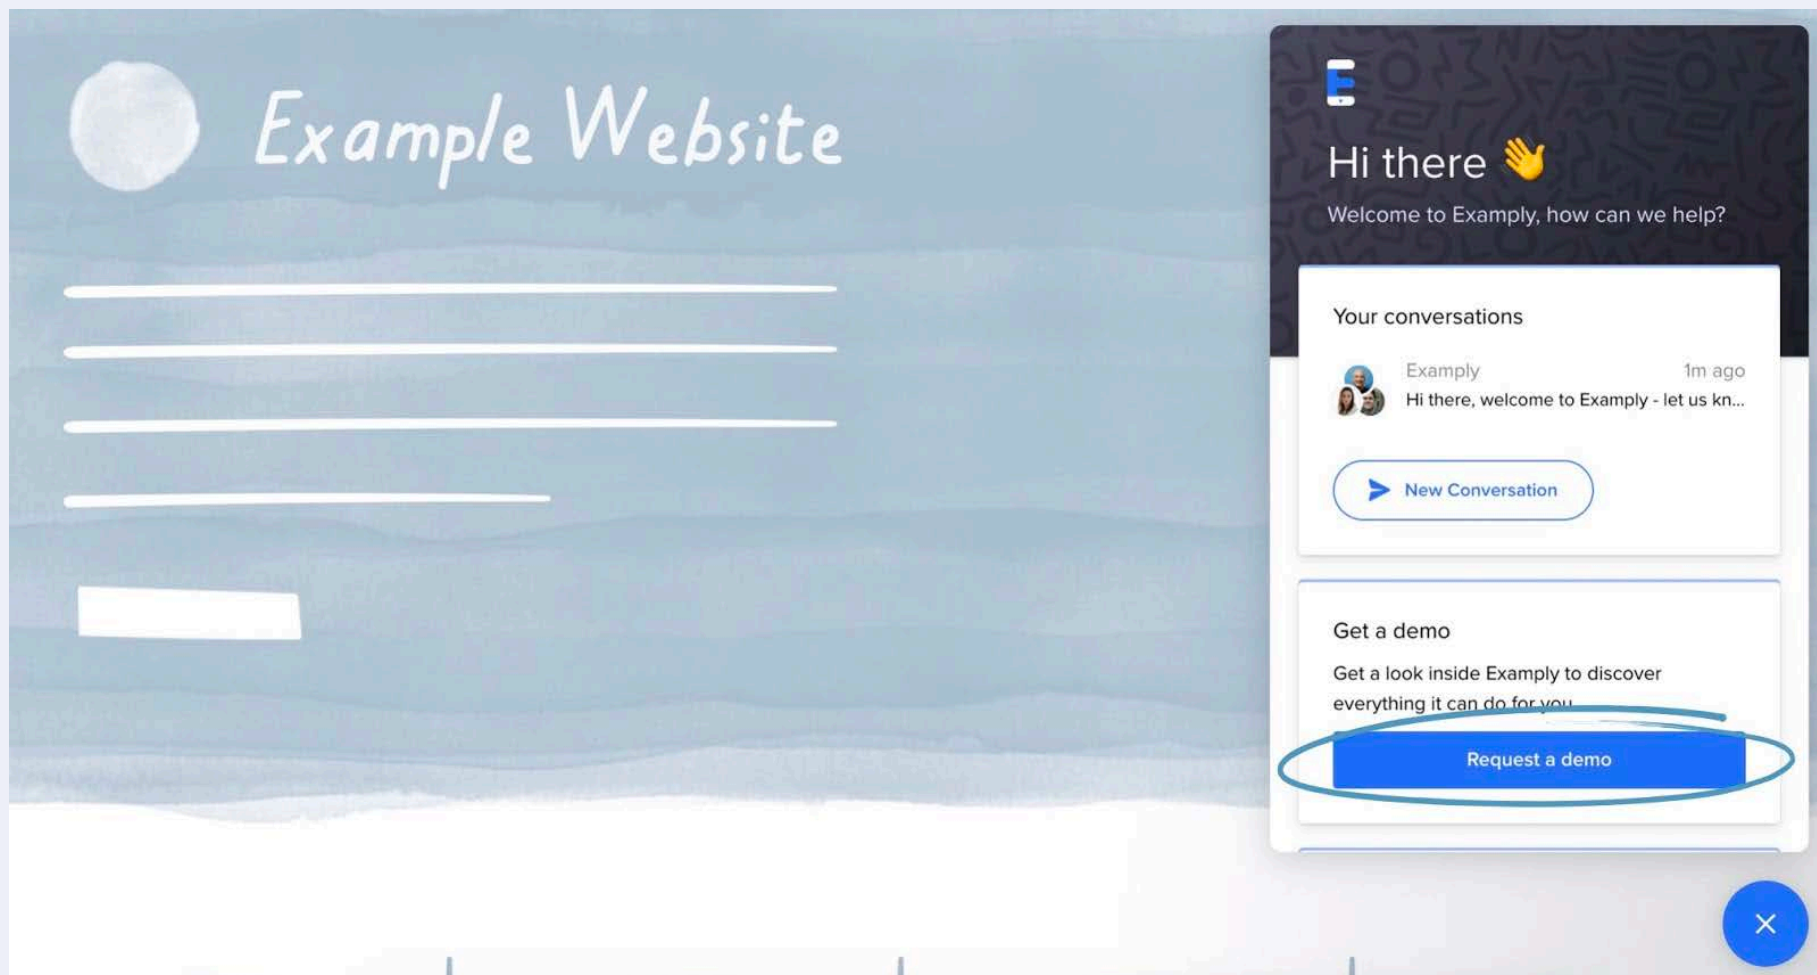 Example Website
E
Hi there 👋
Welcome to Examply, how can we help?
Your conversations
Examply 1m ago
Hi there, welcome to Examply - let us kn...
New Conversation
Get a demo
Get a look inside Examply to discover
everything it can do for you
Request a demo